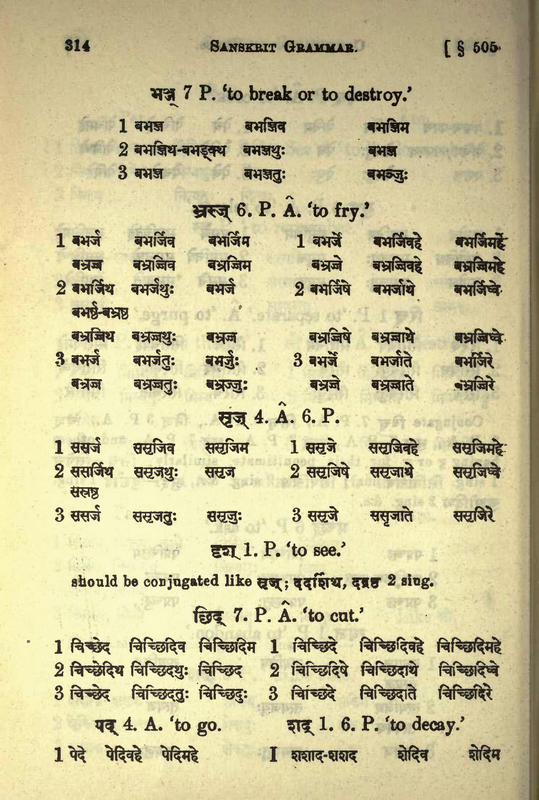 314 SANSKRIT GRAMMAR. [ § 505
भञ्ज् 7 P. ‘to break or to destroy.’
1 बभञ्ज बभञ्जिव बभञ्जिम
2 बभञ्जिथ-बभङ्क्थ बभञ्जथुः बभञ्ज
3 बभञ्ज बभञ्जतुः बभञ्जुः
भ्रस्ज् 6. P. Â. ‘to fry.’
1 बभर्ज बभर्जिव बभर्जिम 1 बभर्जे बभर्जिवहे बभर्जिमहे
बभ्रज्ज बभ्रज्जिव बभ्रज्जिम बभ्रज्जे बभ्रज्जिवहे बभ्रज्जिमहे
2 बभर्जिथ बभर्जथुः बभर्ज 2 बभर्जिषे बभर्जाथे बभर्जिध्वे
बभर्ष्ठ-बभ्रष्ठ
बभ्रज्जिथ बभ्रज्जथुः बभ्रज्ज बभ्रज्जिषे बभ्रज्जाथे बभ्रज्जिध्वे
3 बभर्ज बभर्जतुः बभर्जुः 3 बभर्जे बभर्जाते बभर्जिरे
बभ्रज्ज बभ्रज्जतुः बभ्रज्जुः बभ्रज्जे बभ्रज्जाते बभ्रज्जिरे
सृज् 4. Â. 6. P.
1 ससर्ज ससृजिव ससृजिम 1 ससृजे ससृजिवहे ससृजिमहे
2 ससर्जिथ ससृजथुः ससृज 2 ससृजिषे ससृजाथे ससृजिध्वे
सस्रष्ठ
3 ससर्ज ससृजतुः ससृजुः 3 ससृजे ससृजाते ससृजिरे
दृश् 1. P. ‘to see.’
should be conjugated like सृज्; ददर्शिथ, दद्रष्ठ 2 sing.
छिद् 7. P. Â. ‘to cut.’
1 चिच्छेद चिच्छिदिव चिच्छिदिम 1 चिच्छिदे चिच्छिदिवहे चिच्छिदिमहे
2 चिच्छेदिथ चिच्छिदथुः चिच्छिद 2 चिच्छिदिषे चिच्छिदाथे चिच्छिदिध्वे
3 चिच्छेद चिच्छिदतुः चिच्छिदुः 3 चिच्छिदे चिच्छिदाते चिच्छिदिरे
पद् 4. A. ‘to go. शद् 1. 6. P. ‘to decay.’
1 पेदे पेदिवहे पेदिमहे I शशाद-शशद शेदिव शेदिम